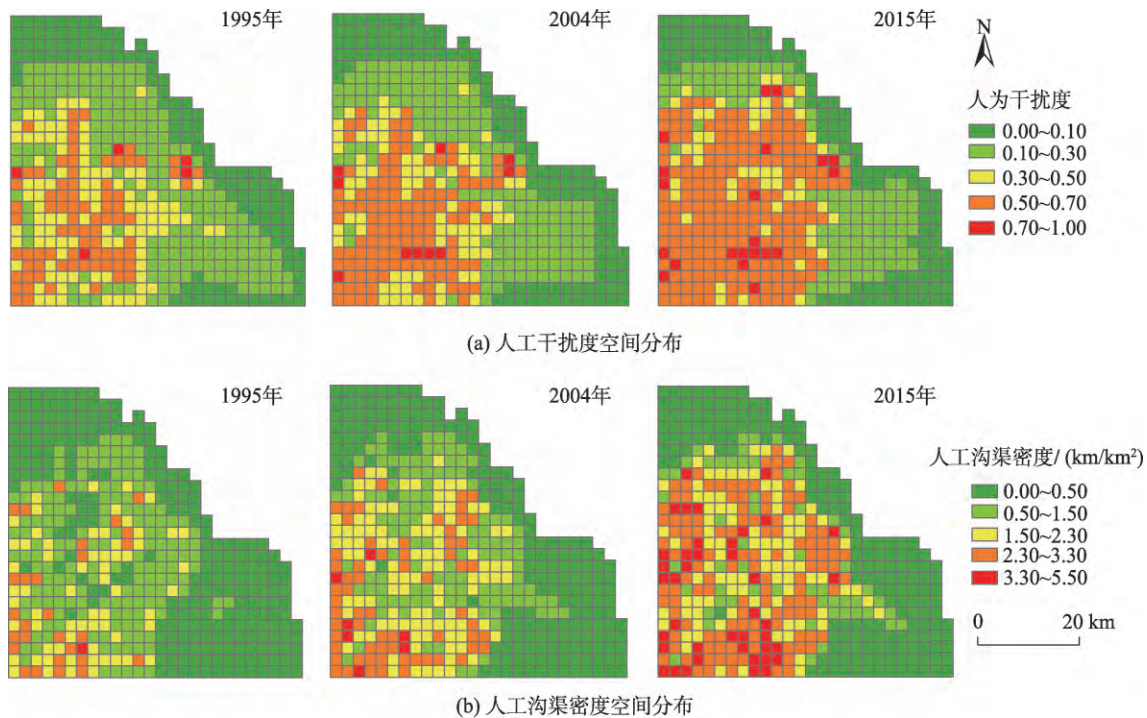 1995年
2004年
2015年
N
人为干扰度
0.00~0.10
0.10~0.30
0.30~0.50
0.50~0.70
0.70~1.00
(a) 人工干扰度空间分布
1995年
2004年
2015年
人工沟渠密度/ (km/km²)
0.00~0.50
0.50~1.50
1.50~2.30
2.30~3.30
3.30~5.50
0 20 km
(b) 人工沟渠密度空间分布